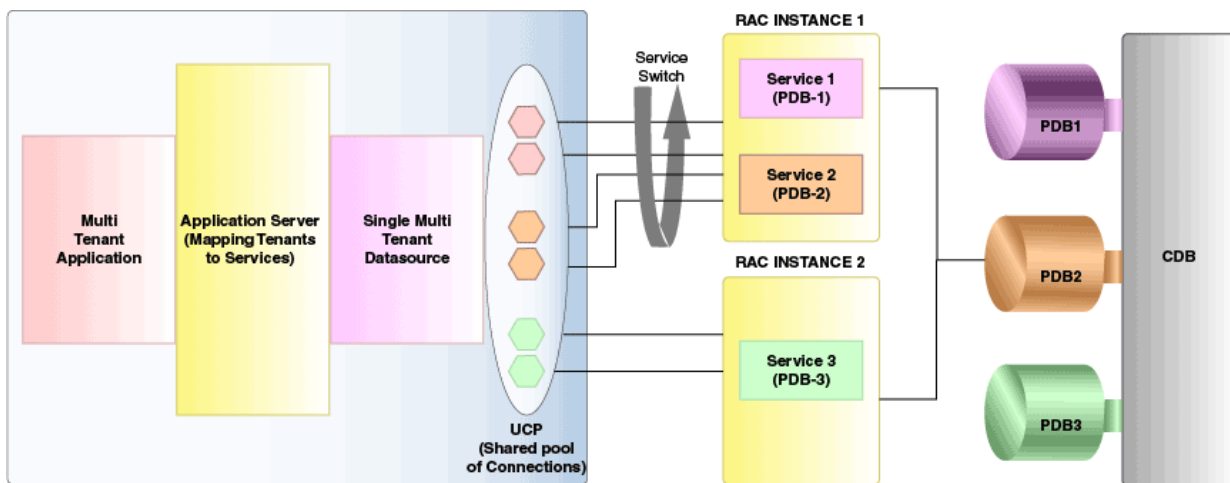 Multi
Tenant
Application
Application Server
(Mapping Tenants
to Services)
Single Multi
Tenant
Datasource
UCP
(Shared pool
of Connections)
Service
Switch
RAC INSTANCE 1
Service 1
(PDB-1)
Service 2
(PDB-2)
RAC INSTANCE 2
Service 3
(PDB-3)
PDB1
PDB2
PDB3
CDB